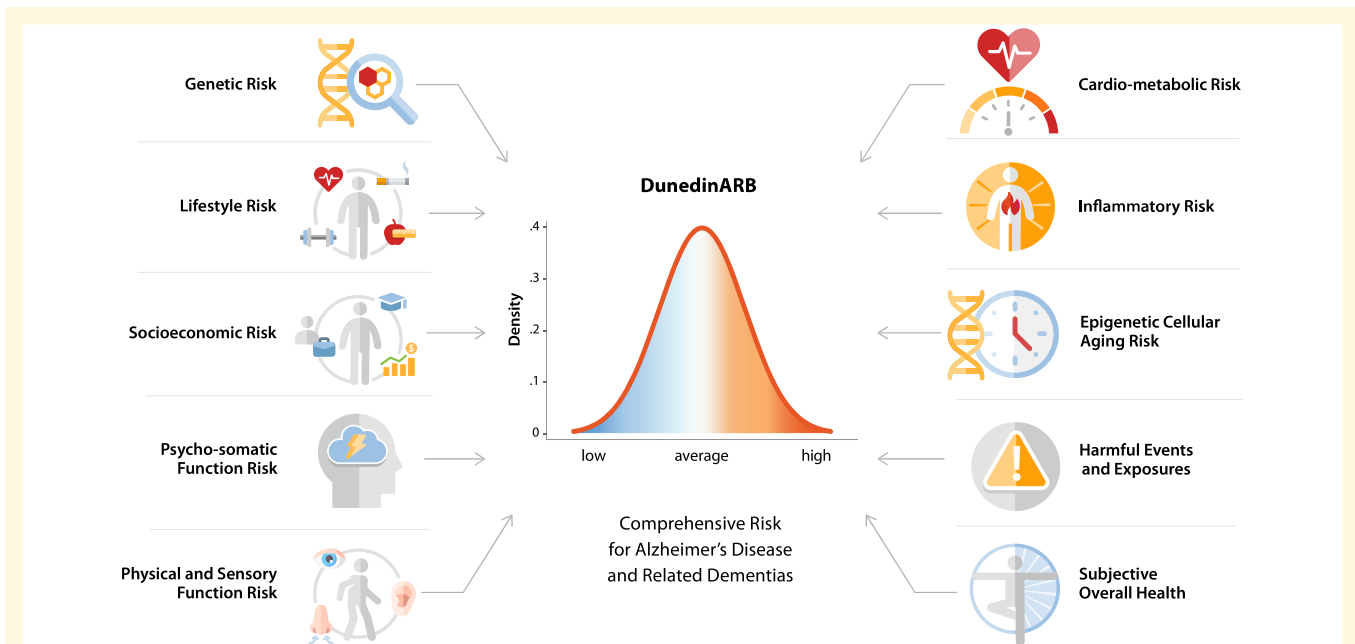 Genetic Risk
Lifestyle Risk
Socioeconomic Risk
$
Psycho-somatic
Function Risk
Physical and Sensory
Function Risk
DunedinARB
Density
.4
.3
.2
.1
0
low average high
Comprehensive Risk
for Alzheimer’s Disease
and Related Dementias
Cardio-metabolic Risk
Inflammatory Risk
Epigenetic Cellular
Aging Risk
Harmful Events
and Exposures
Subjective
Overall Health